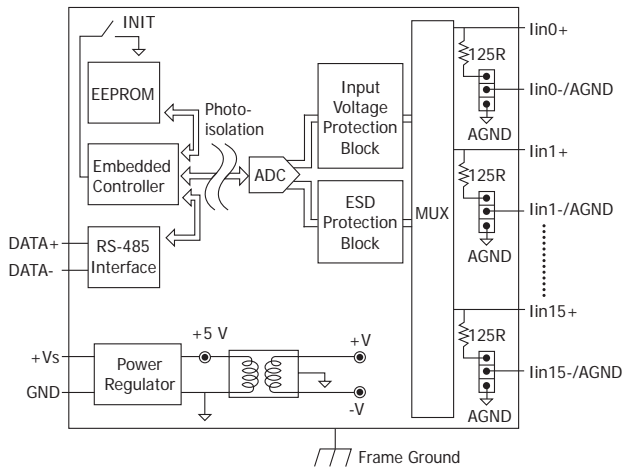 INIT
EEPROM
Photo-
isolation
Embedded
Controller
DATA+
DATA-
RS-485
Interface
ADC
Input
Voltage
Protection
Block
ESD
Protection
Block
MUX
Iin0+
125R
Iin0-/AGND
AGND
Iin1+
125R
Iin1-/AGND
AGND
Iin15+
125R
Iin15-/AGND
AGND
+Vs
GND
Power
Regulator
+5 V
+V
-V
Frame Ground